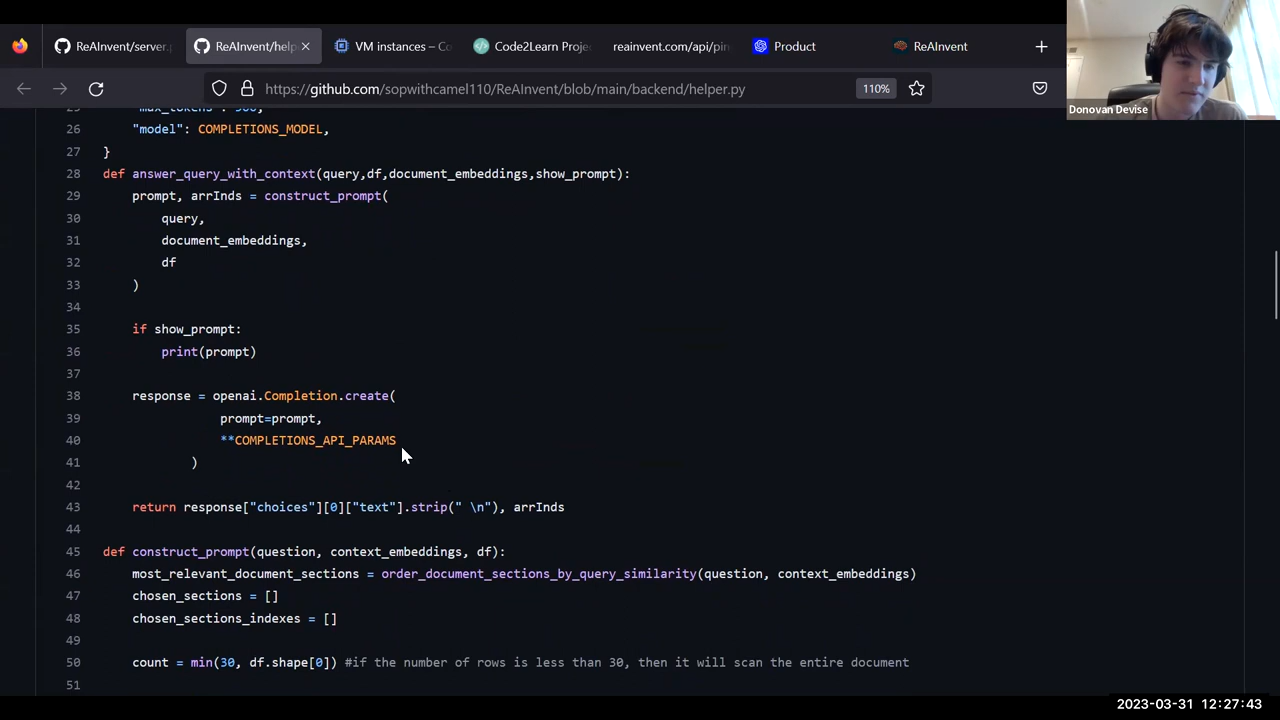 ReAInvent/server.p
ReAInvent/help
VM instances – Co
Code2Learn Proje
reainvent.com/api/pin
Product
ReAInvent
https://github.com/sopwithcamel110/ReAInvent/blob/main/backend/helper.py
110%
Donovan Devise
25 "max_tokens": 500,
26 "model": COMPLETIONS_MODEL,
27 }
28 def answer_query_with_context(query,df,document_embeddings,show_prompt):
29 prompt, arrInds = construct_prompt(
30 query,
31 document_embeddings,
32 df
33 )
34
35 if show_prompt:
36 print(prompt)
37
38 response = openai.Completion.create(
39 prompt=prompt,
40 **COMPLETIONS_API_PARAMS
41 )
42
43 return response["choices"][0]["text"].strip(" \n"), arrInds
44
45 def construct_prompt(question, context_embeddings, df):
46 most_relevant_document_sections = order_document_sections_by_query_similarity(question, context_embeddings)
47 chosen_sections = []
48 chosen_sections_indexes = []
49
50 count = min(30, df.shape[0]) #if the number of rows is less than 30, then it will scan the entire document
51
2023-03-31 12:27:43